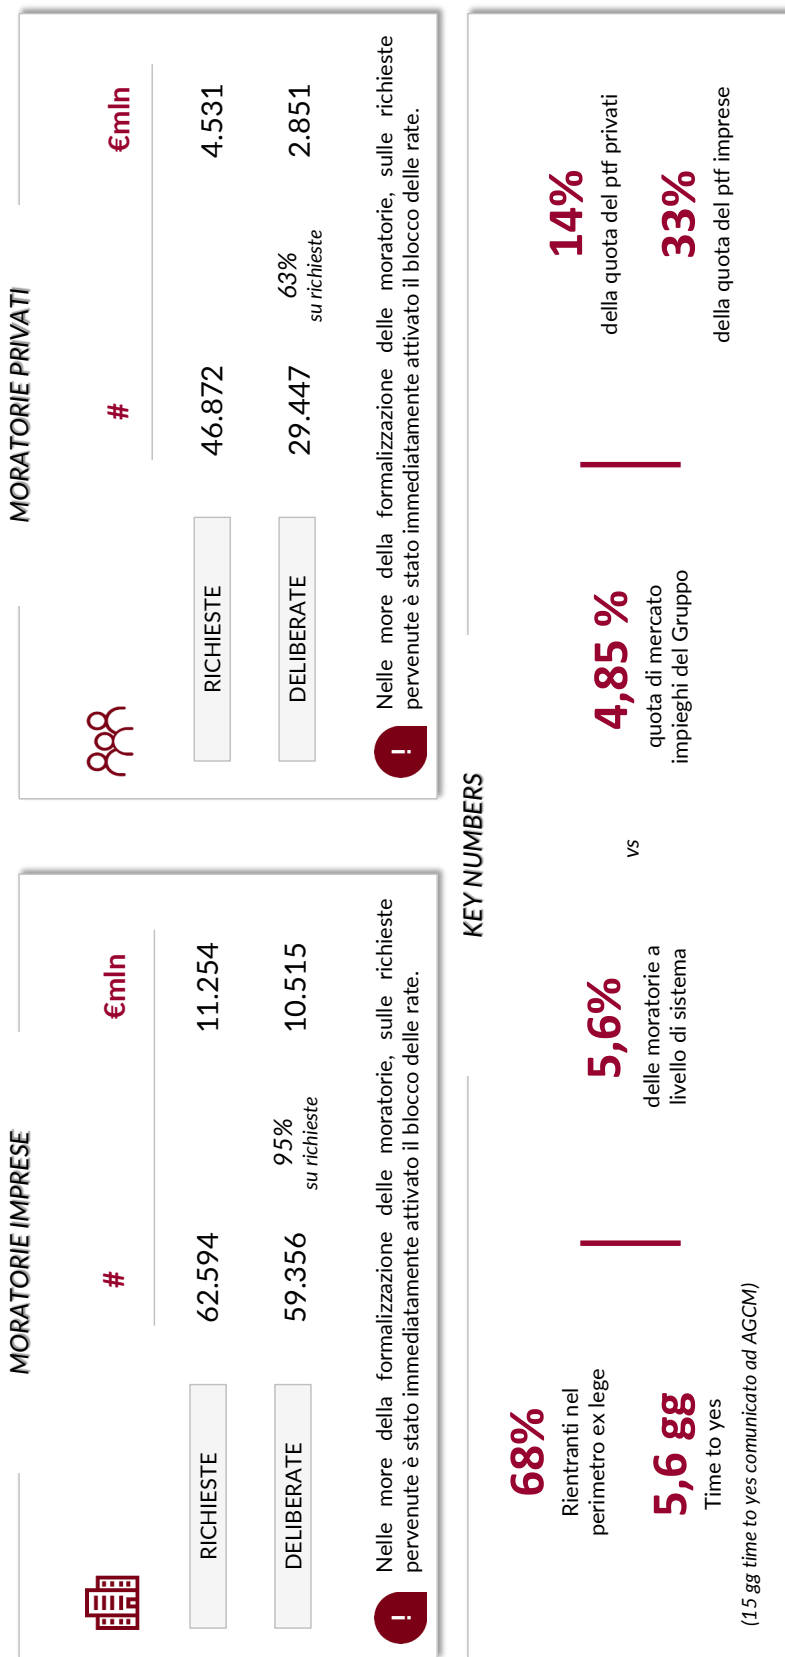 MORATORIE IMPRESE
# €mln
RICHIESTE 62.594 11.254
DELIBERATE 59.356 95% 10.515
su richieste
Nelle more della formalizzazione delle moratorie, sulle richieste
pervenute è stato immediatamente attivato il blocco delle rate.
MORATORIE PRIVATI
# €mln
RICHIESTE 46.872 4.531
DELIBERATE 29.447 63% 2.851
su richieste
Nelle more della formalizzazione delle moratorie, sulle richieste
pervenute è stato immediatamente attivato il blocco delle rate.
KEY NUMBERS
68%
Rientranti nel
perimetro ex lege
5,6 gg
Time to yes
(15 gg time to yes comunicato ad AGCM)
5,6%
delle moratorie a
livello di sistema
vs
4,85 %
quota di mercato
impieghi del Gruppo
14%
della quota del ptf privati
33%
della quota del ptf imprese